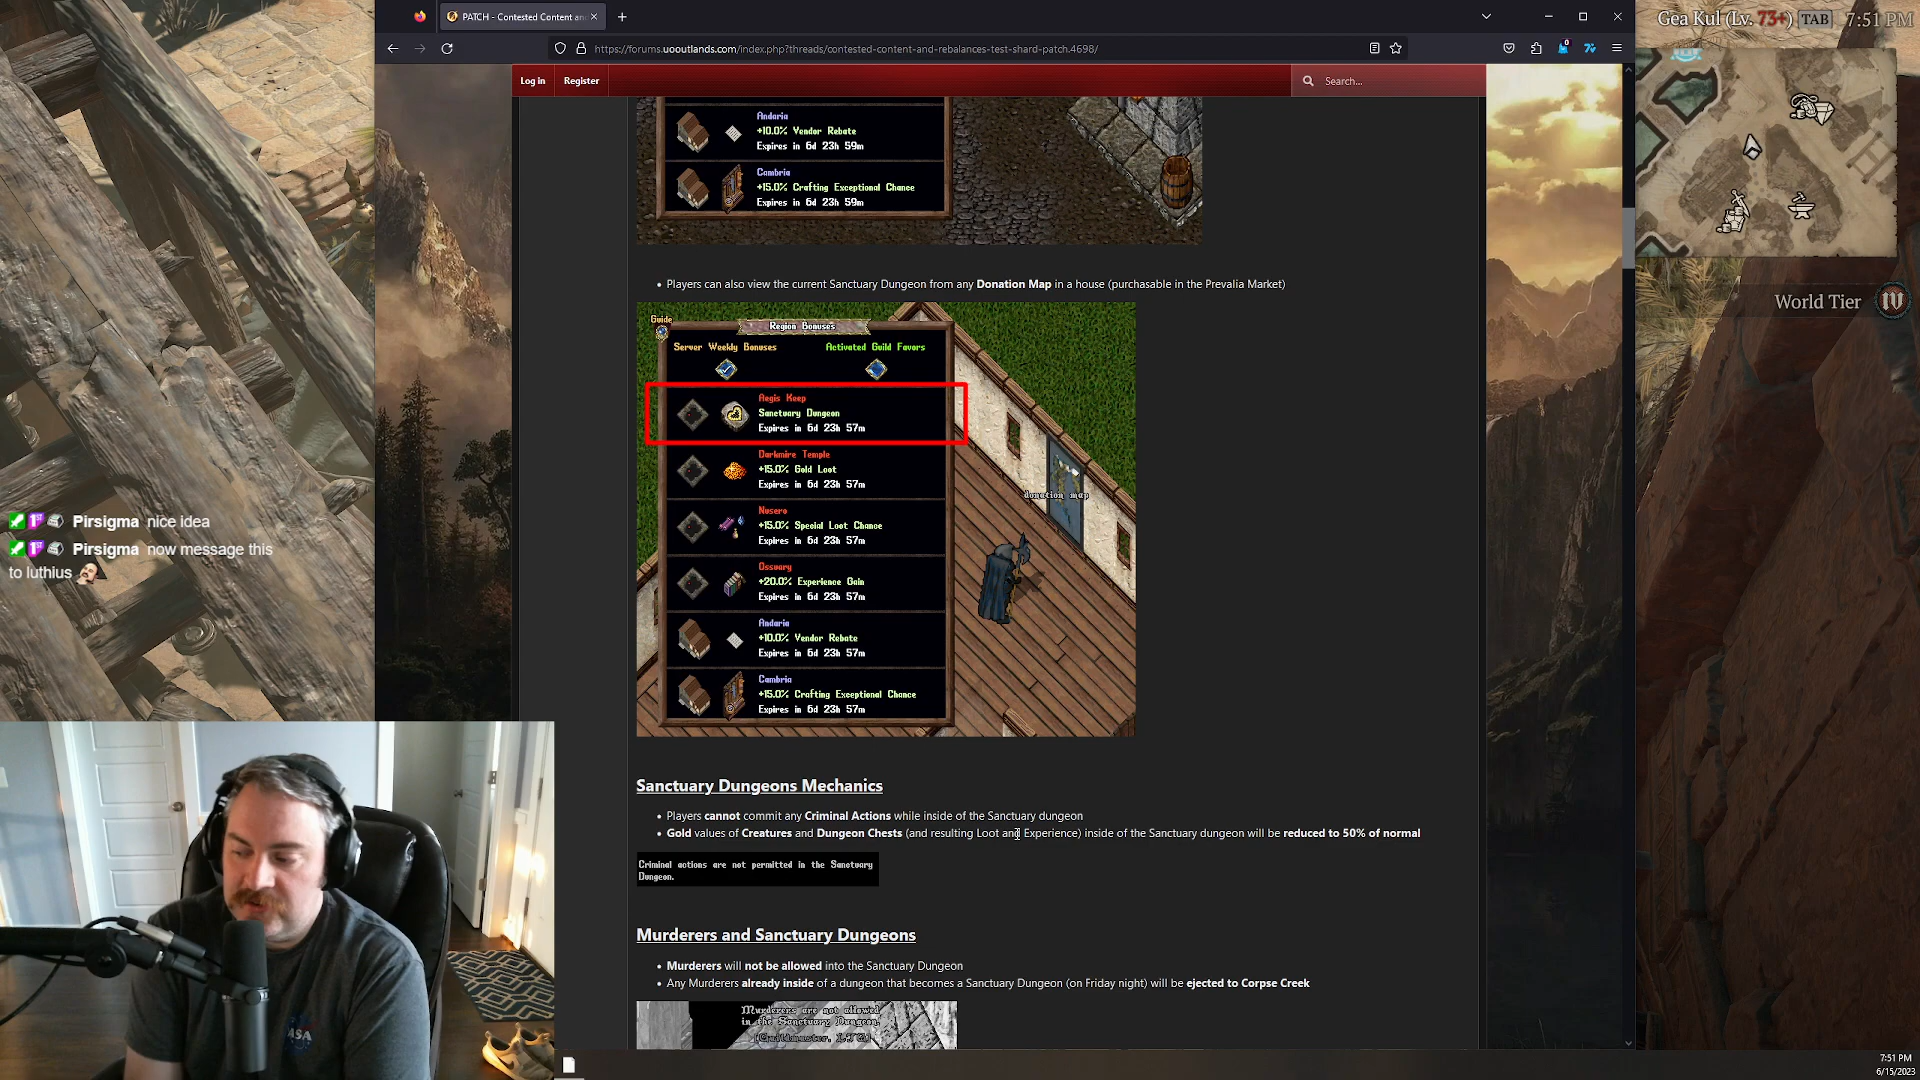 PATCH - Contested Content an
https://forums.uooutlands.com/index.php?threads/contested-content-and-rebalances-test-shard-patch.4698/
0
Log in
Register
Search...
Gea Kul (Lv. 73+) TAB 7:51 PM
World Tier IV
Andaria
+10.0% Vendor Rebate
Expires in 6d 23h 59m
Cambria
+15.0% Crafting Exceptional Chance
Expires in 6d 23h 59m
• Players can also view the current Sanctuary Dungeon from any Donation Map in a house (purchasable in the Prevalia Market)
Guide
Region Bonuses
Server Weekly Bonuses
Activated Guild Favors
Aegis Keep
Sanctuary Dungeon
Expires in 6d 23h 57m
Darkmire Temple
+15.0% Gold Loot
Expires in 6d 23h 57m
Nusero
+15.0% Special Loot Chance
Expires in 6d 23h 57m
Ossuary
+20.0% Experience Gain
Expires in 6d 23h 57m
Andaria
+10.0% Vendor Rebate
Expires in 6d 23h 57m
Cambria
+15.0% Crafting Exceptional Chance
Expires in 6d 23h 57m
donation map
Pirsigma nice idea
Pirsigma now message this
to luthius
Sanctuary Dungeons Mechanics
• Players cannot commit any Criminal Actions while inside of the Sanctuary dungeon
• Gold values of Creatures and Dungeon Chests (and resulting Loot and Experience) inside of the Sanctuary dungeon will be reduced to 50% of normal
Criminal actions are not permitted in the Sanctuary
Dungeon.
Murderers and Sanctuary Dungeons
• Murderers will not be allowed into the Sanctuary Dungeon
• Any Murderers already inside of a dungeon that becomes a Sanctuary Dungeon (on Friday night) will be ejected to Corpse Creek
Murderers are not allowed
in the Sanctuary Dungeon.
[Guildmaster, LTG]
7:51 PM
6/15/2023